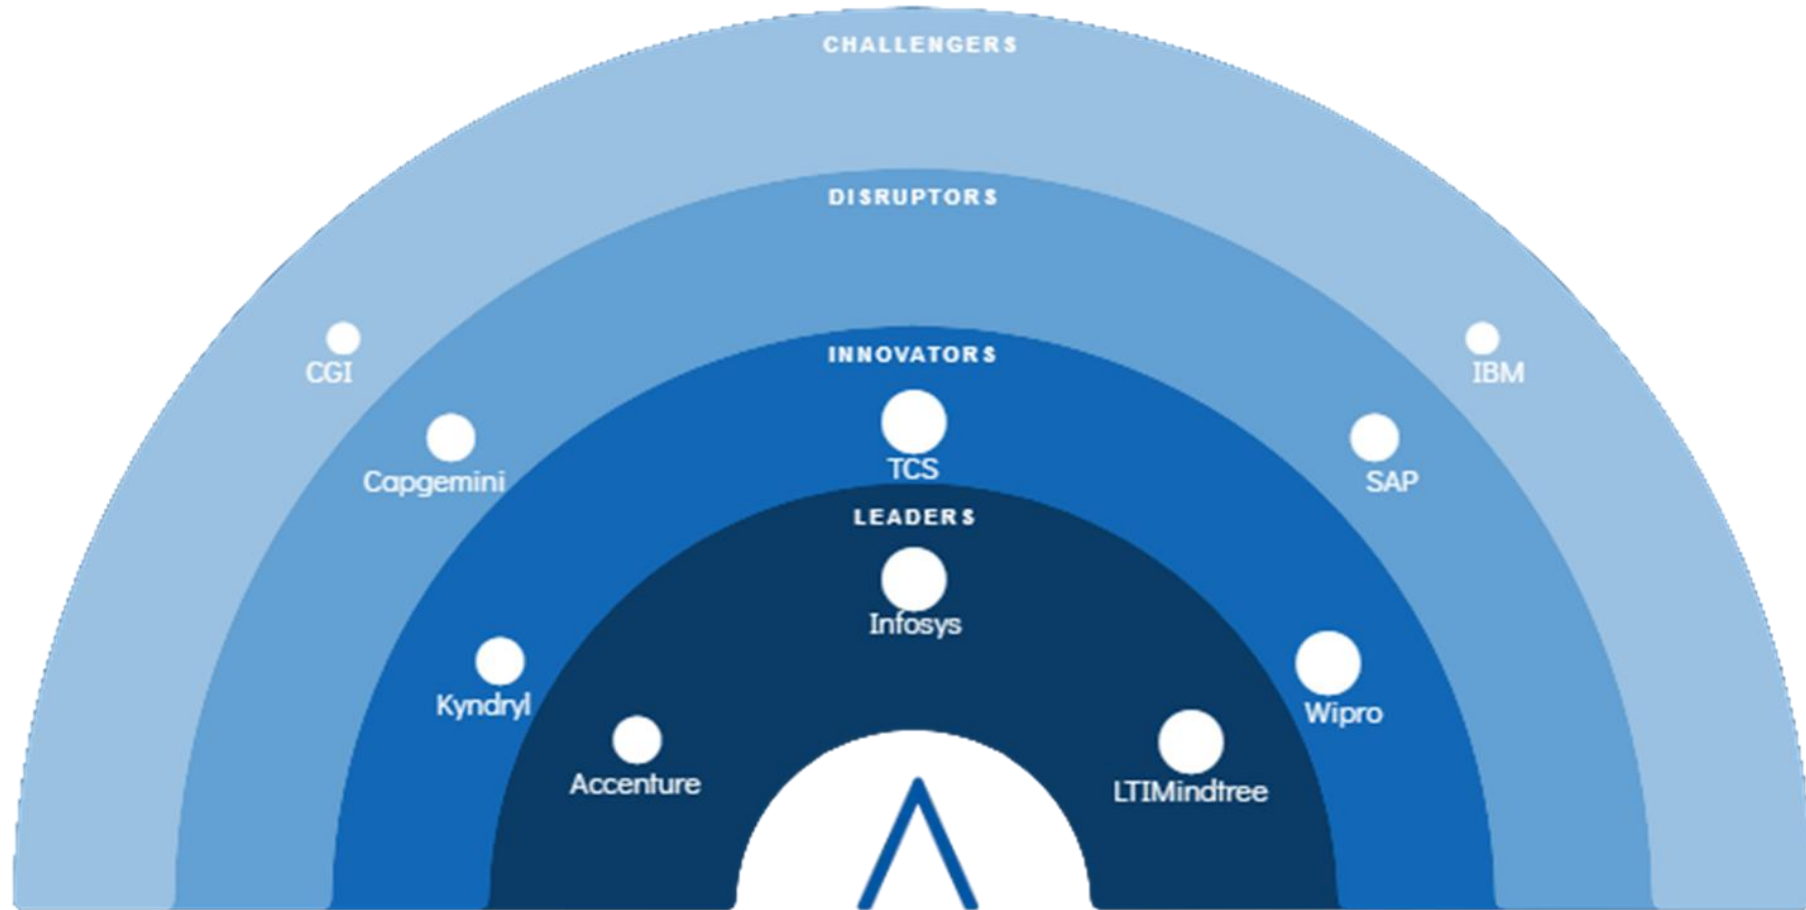 CHALLENGERS
DISRUPTORS
INNOVATORS
CGI
IBM
Capgemini
TCS
SAP
LEADERS
Infosys
Kyndryl
Wipro
Accenture
LTIMindtree